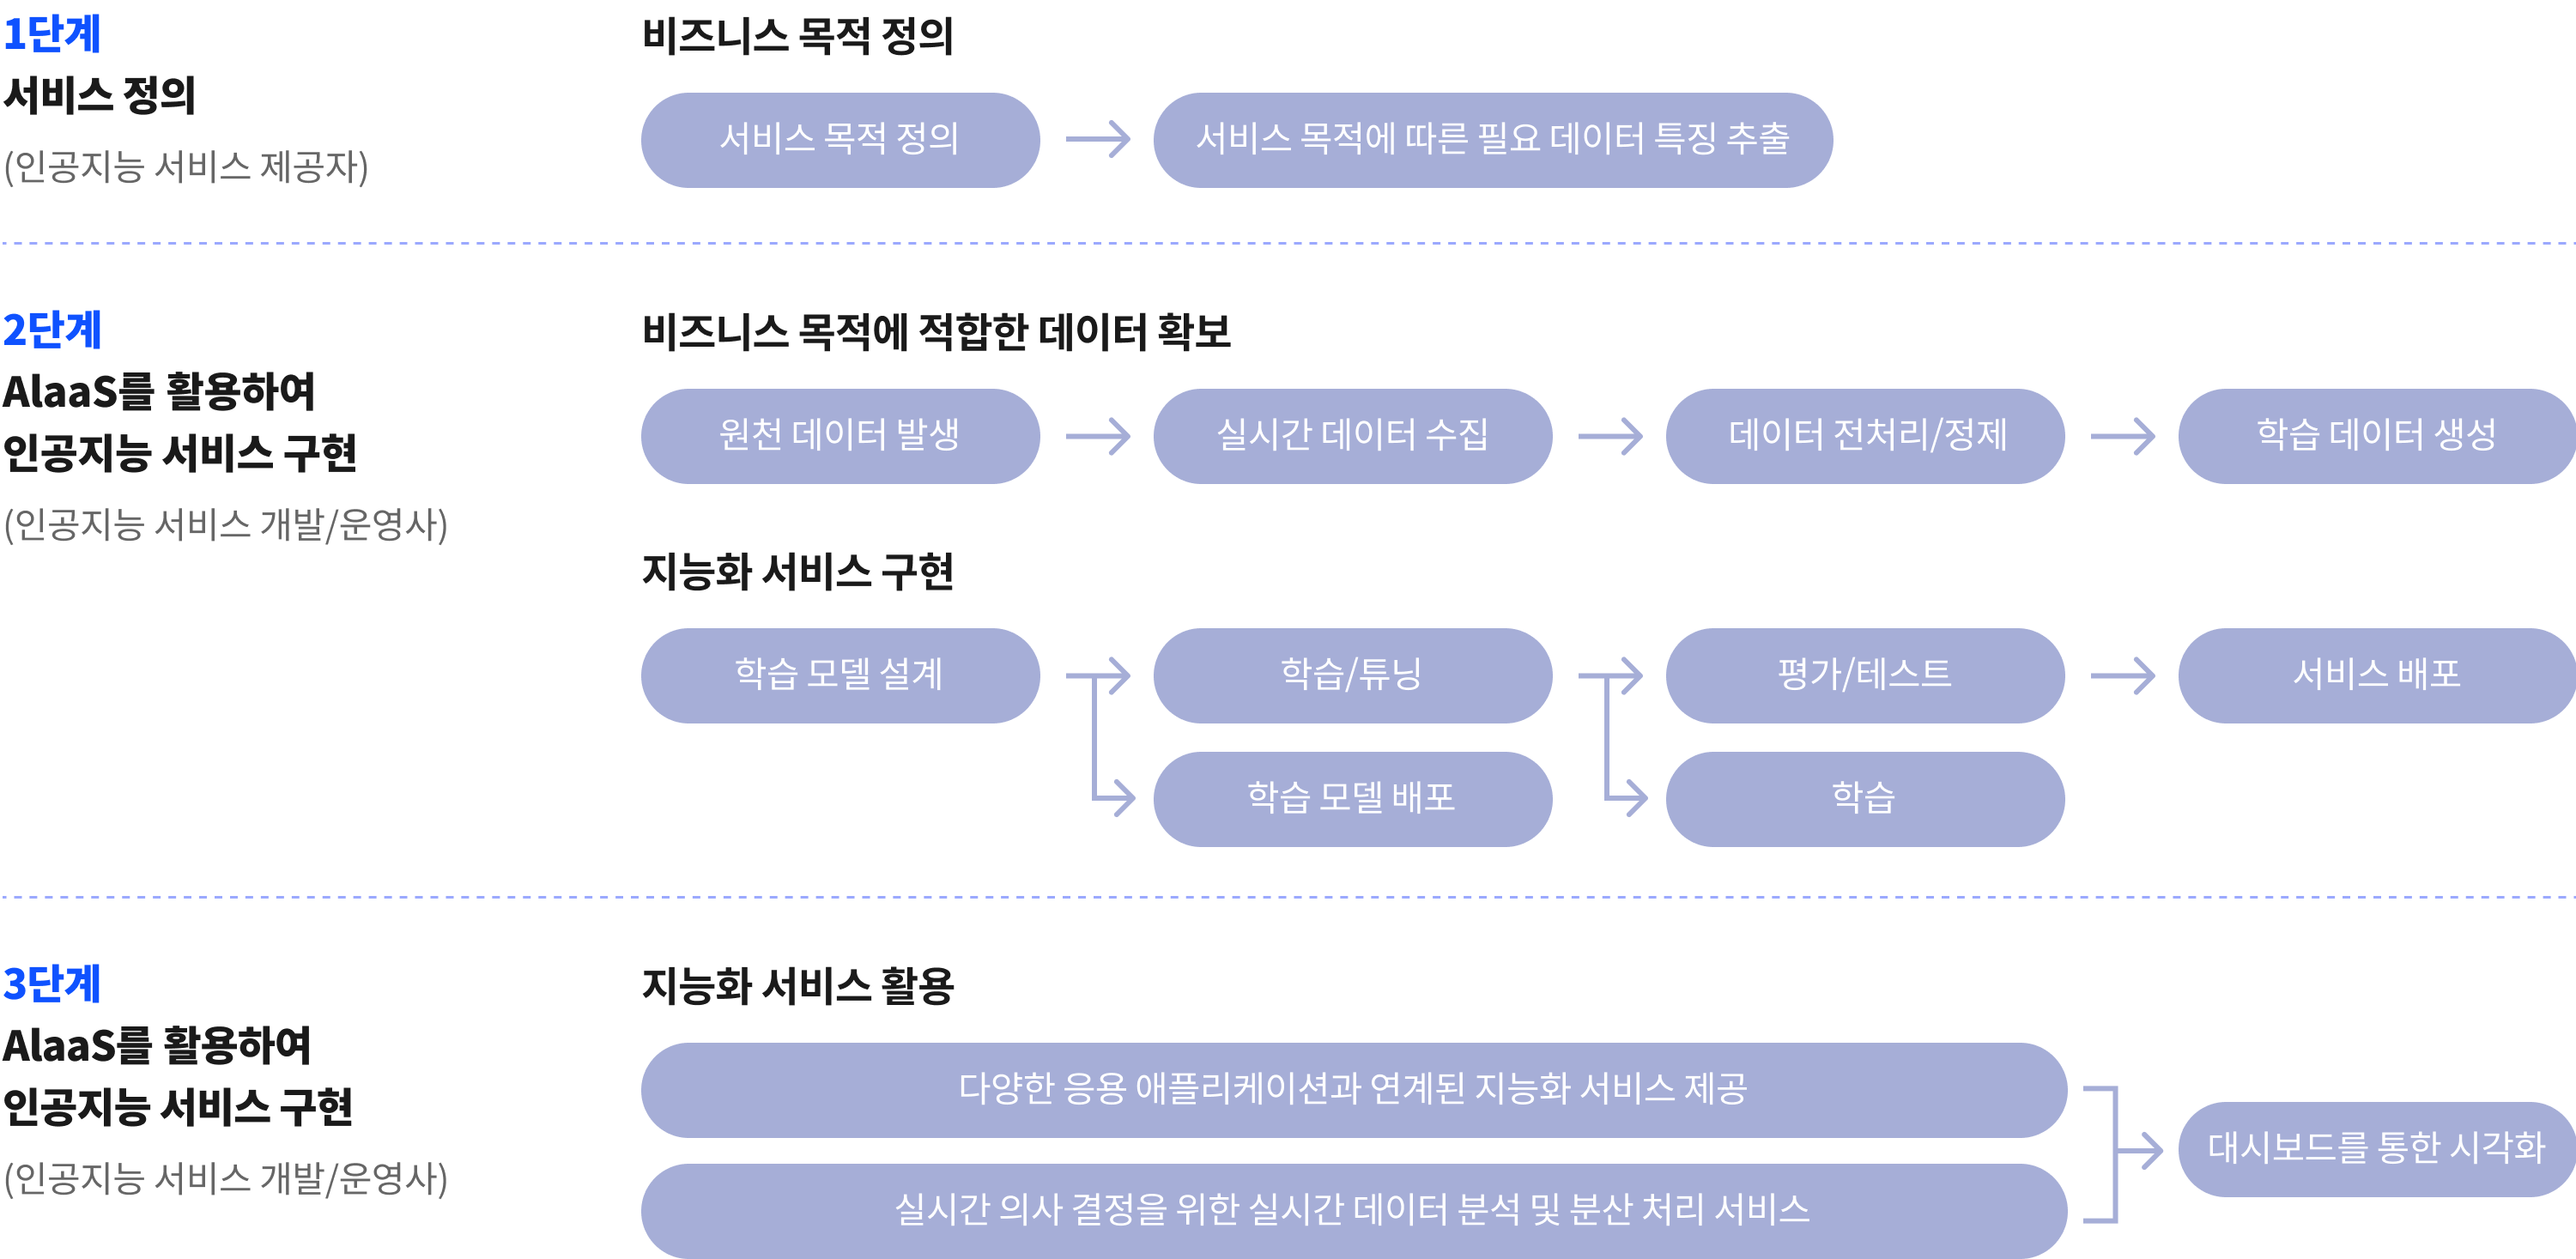 1단계
서비스 정의
(인공지능 서비스 제공자)
비즈니스 목적 정의
서비스 목적 정의
서비스 목적에 따른 필요 데이터 특징 추출
2단계
AlaaS를 활용하여
인공지능 서비스 구현
(인공지능 서비스 개발/운영사)
비즈니스 목적에 적합한 데이터 확보
원천 데이터 발생
실시간 데이터 수집
데이터 전처리/정제
학습 데이터 생성
지능화 서비스 구현
학습 모델 설계
학습/튜닝
평가/테스트
서비스 배포
학습 모델 배포
학습
3단계
AlaaS를 활용하여
인공지능 서비스 구현
(인공지능 서비스 개발/운영사)
지능화 서비스 활용
다양한 응용 애플리케이션과 연계된 지능화 서비스 제공
실시간 의사 결정을 위한 실시간 데이터 분석 및 분산 처리 서비스
대시보드를 통한 시각화